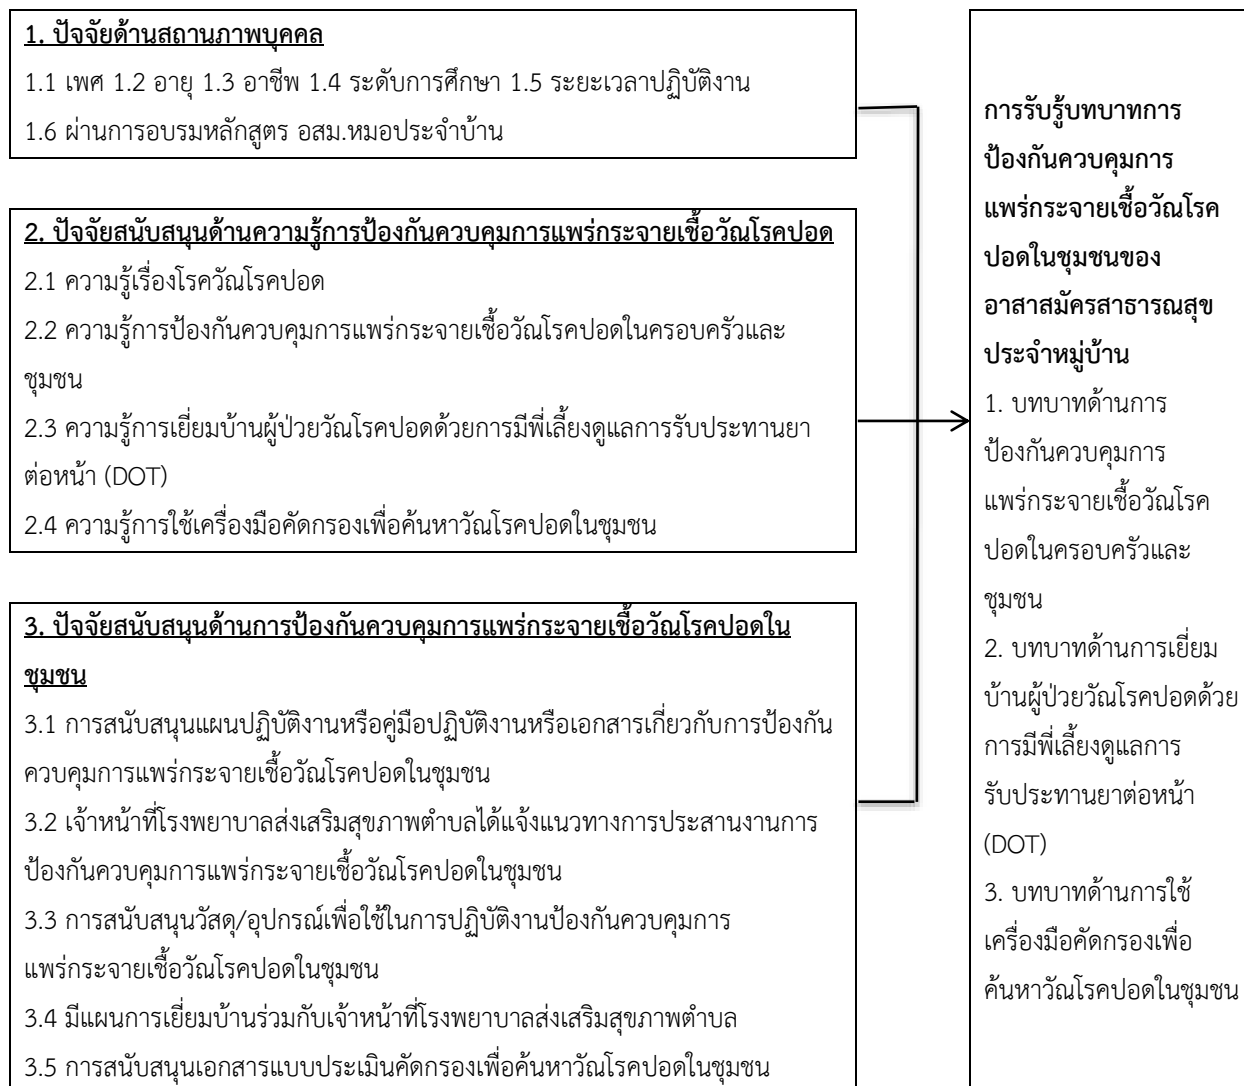 1. ปัจจัยด้านสถานภาพบุคคล
1.1 เพศ 1.2 อายุ 1.3 อาชีพ 1.4 ระดับการศึกษา 1.5 ระยะเวลาปฏิบัติงาน
1.6 ผ่านการอบรมหลักสูตร อสม.หมอประจำบ้าน
2. ปัจจัยสนับสนุนด้านความรู้การป้องกันควบคุมการแพร่กระจายเชื้อวัณโรคปอด
2.1 ความรู้เรื่องโรควัณโรคปอด
2.2 ความรู้การป้องกันควบคุมการแพร่กระจายเชื้อวัณโรคปอดในครอบครัวและ
ชุมชน
2.3 ความรู้การเยี่ยมบ้านผู้ป่วยวัณโรคปอดด้วยการมีพี่เลี้ยงดูแลการรับประทานยา
ต่อหน้า (DOT)
2.4 ความรู้การใช้เครื่องมือคัดกรองเพื่อค้นหาวัณโรคปอดในชุมชน
3. ปัจจัยสนับสนุนด้านการป้องกันควบคุมการแพร่กระจายเชื้อวัณโรคปอดใน
ชุมชน
3.1 การสนับสนุนแผนปฏิบัติงานหรือคู่มือปฏิบัติงานหรือเอกสารเกี่ยวกับการป้องกัน
ควบคุมการแพร่กระจายเชื้อวัณโรคปอดในชุมชน
3.2 เจ้าหน้าที่โรงพยาบาลส่งเสริมสุขภาพตำบลได้แจ้งแนวทางการประสานงานการ
ป้องกันควบคุมการแพร่กระจายเชื้อวัณโรคปอดในชุมชน
3.3 การสนับสนุนวัสดุ/อุปกรณ์เพื่อใช้ในการปฏิบัติงานป้องกันควบคุมการ
แพร่กระจายเชื้อวัณโรคปอดในชุมชน
3.4 มีแผนการเยี่ยมบ้านร่วมกับเจ้าหน้าที่โรงพยาบาลส่งเสริมสุขภาพตำบล
3.5 การสนับสนุนเอกสารแบบประเมินคัดกรองเพื่อค้นหาวัณโรคปอดในชุมชน
การรับรู้บทบาทการ
ป้องกันควบคุมการ
แพร่กระจายเชื้อวัณโรค
ปอดในชุมชนของ
อาสาสมัครสาธารณสุข
ประจำหมู่บ้าน
1. บทบาทด้านการ
ป้องกันควบคุมการ
แพร่กระจายเชื้อวัณโรค
ปอดในครอบครัวและ
ชุมชน
2. บทบาทด้านการเยี่ยม
บ้านผู้ป่วยวัณโรคปอดด้วย
การมีพี่เลี้ยงดูแลการ
รับประทานยาต่อหน้า
(DOT)
3. บทบาทด้านการใช้
เครื่องมือคัดกรองเพื่อ
ค้นหาวัณโรคปอดในชุมชน